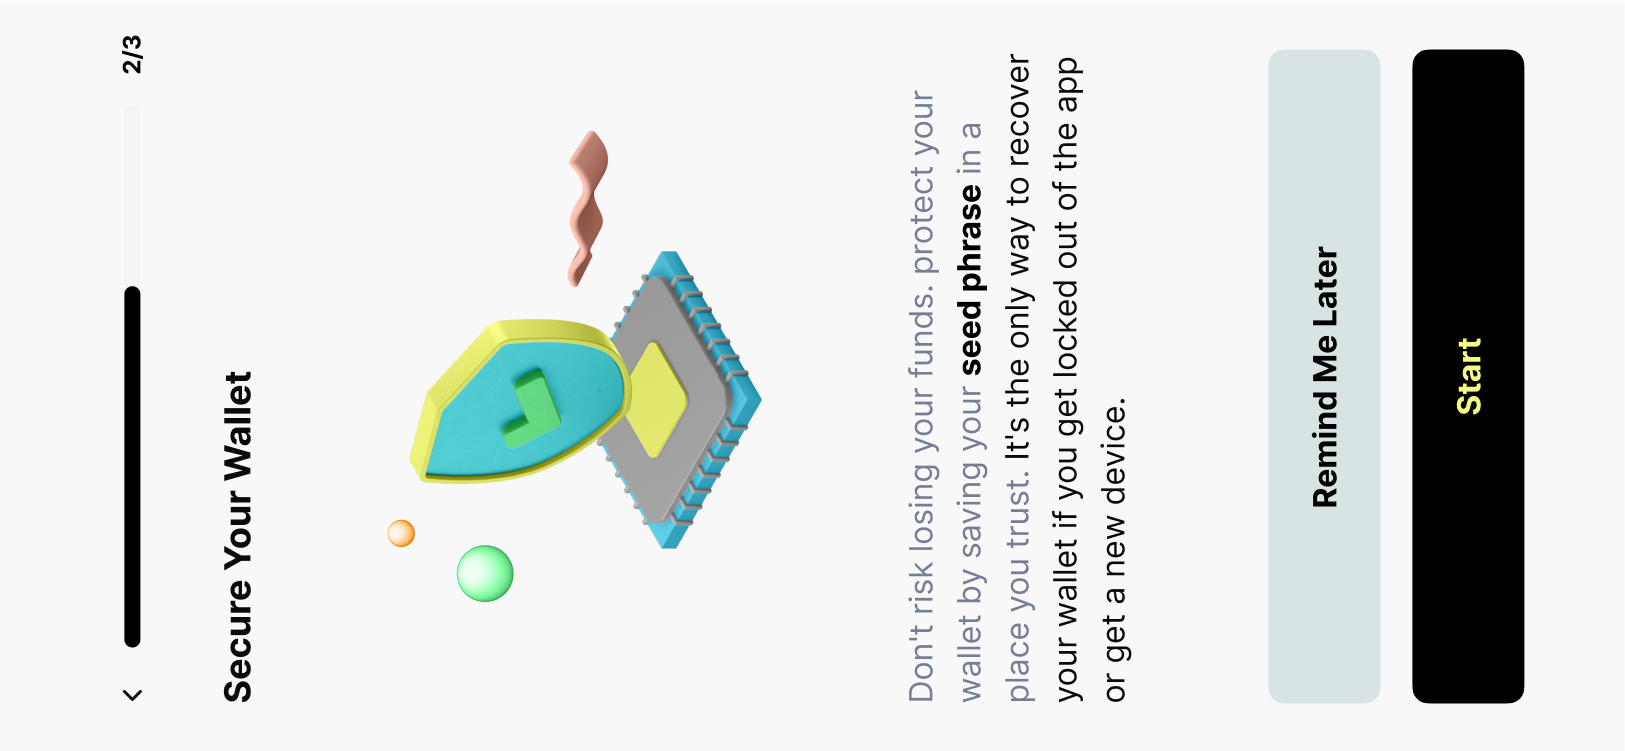 2/3
Secure Your Wallet
Don't risk losing your funds. protect your
wallet by saving your seed phrase in a
place you trust. It's the only way to recover
your wallet if you get locked out of the app
or get a new device.
Remind Me Later
Start